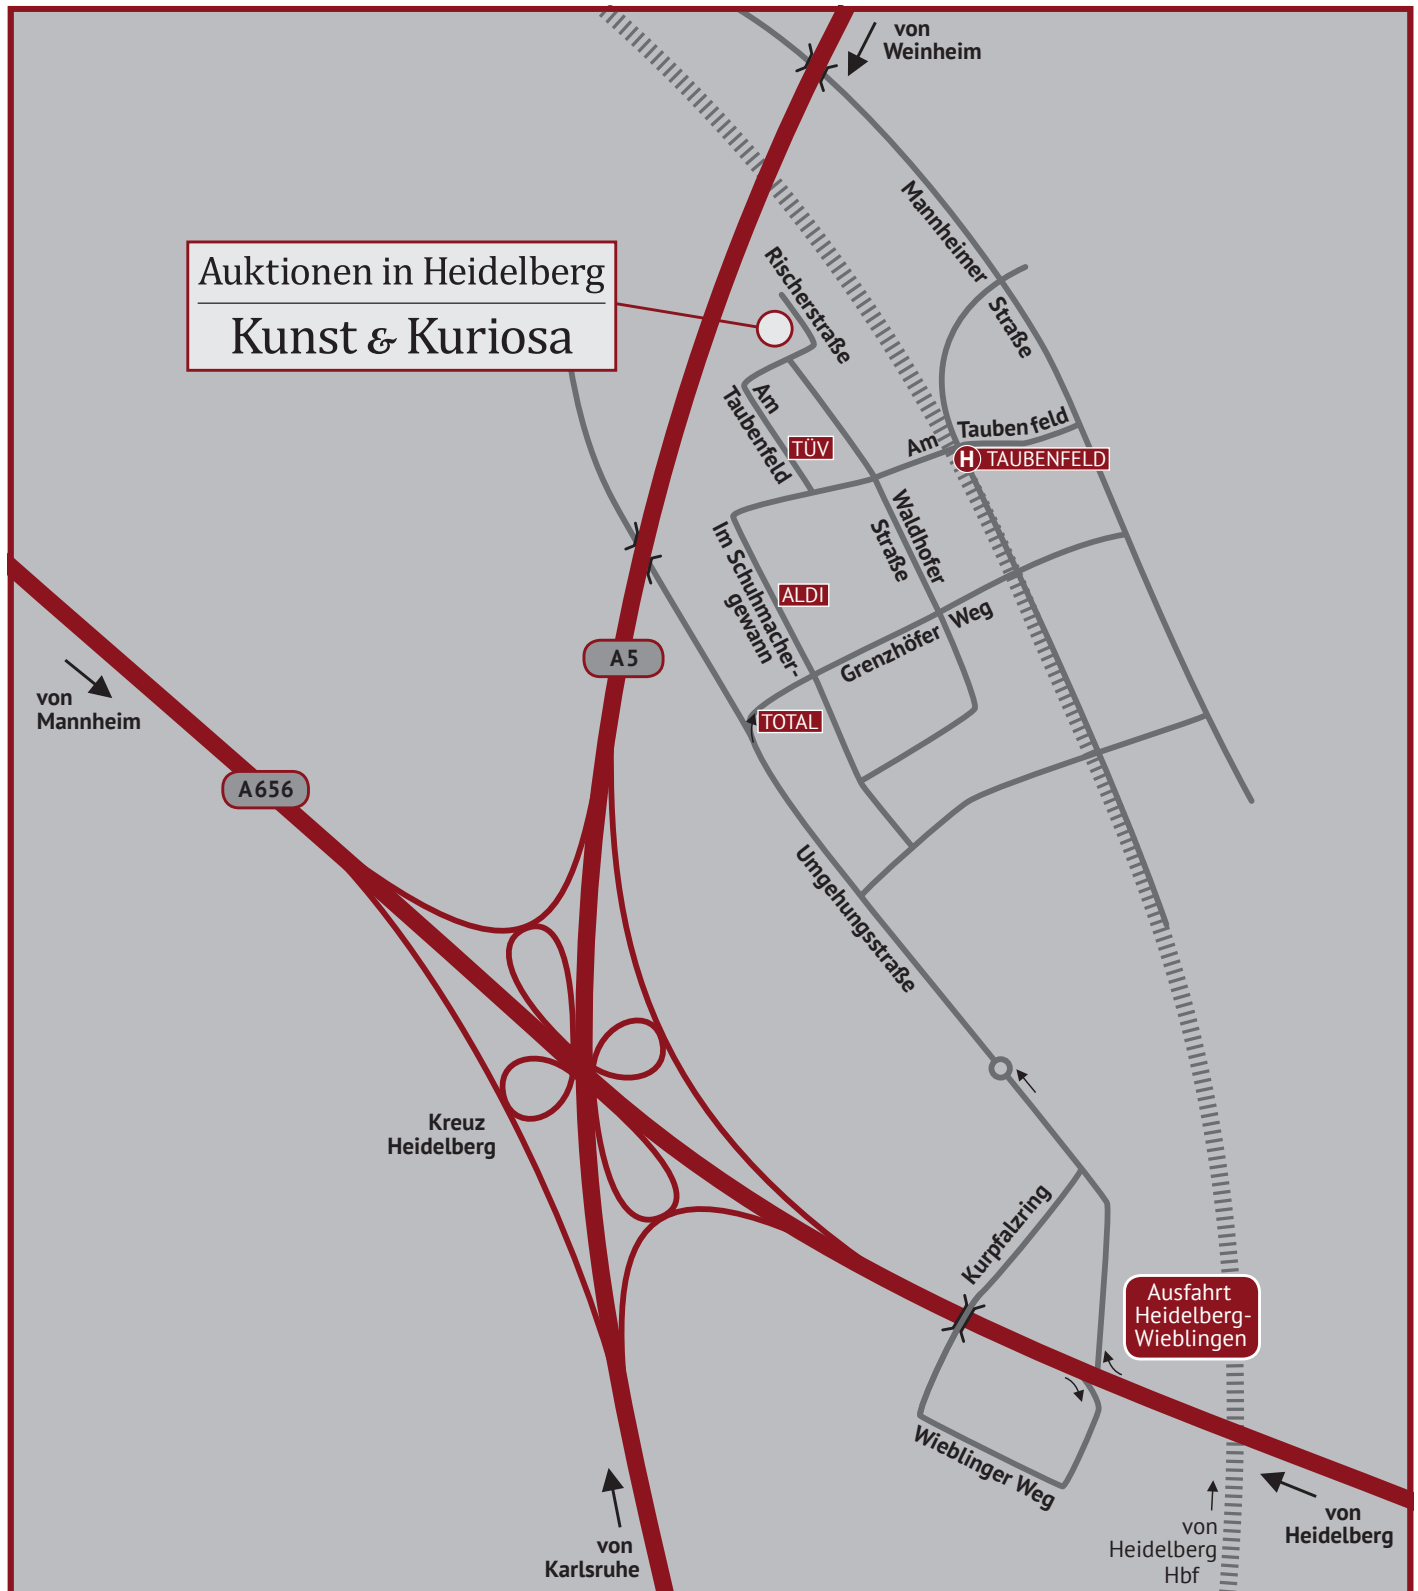 von
Weinheim
Mannheimer
Straße
Auktionen in Heidelberg
Kunst & Kuriosa
Rischerstraße
Am
Taubenfeld
TÜV
Am Taubenfeld
H TAUBENFELD
Waldhofer
Straße
Im Schuhmacher-
gewann
ALDI
Grenzhöfer Weg
A5
TOTAL
von
Mannheim
A656
Umgehungsstraße
Kreuz
Heidelberg
Kurpfalzring
Ausfahrt
Heidelberg-
Wieblingen
Wieblinger Weg
von
Karlsruhe
von
Heidelberg
Hbf
von
Heidelberg